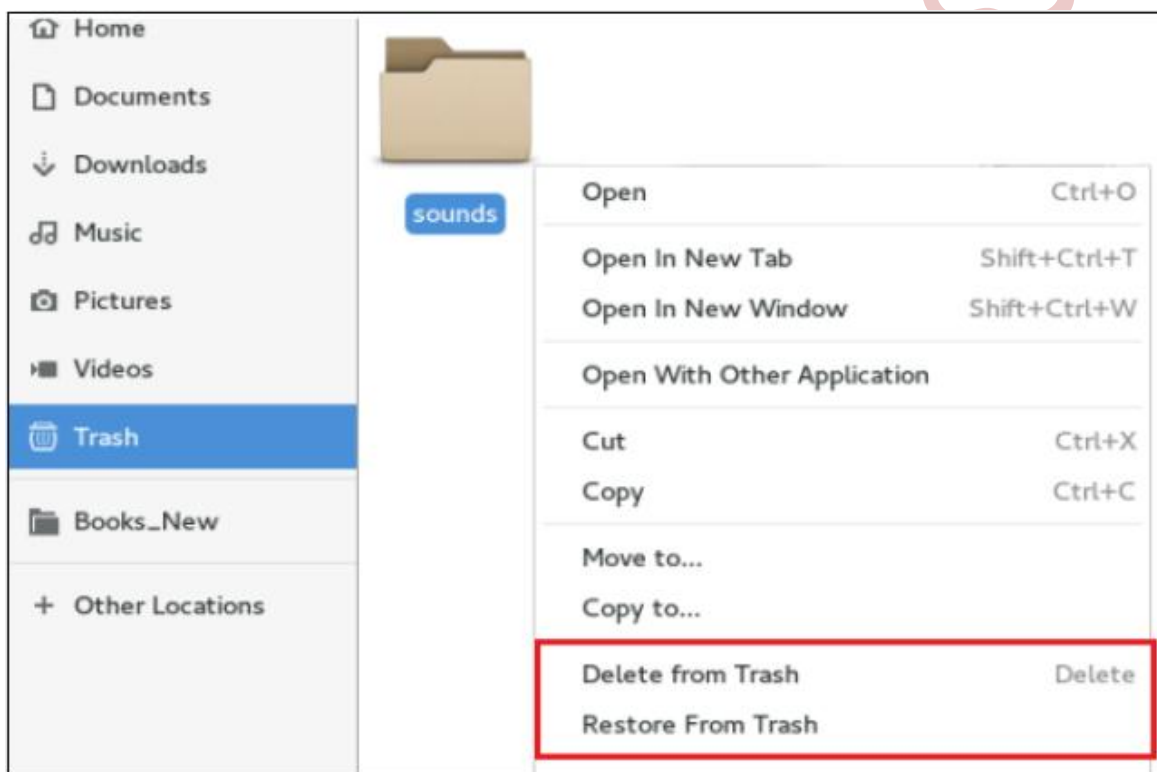 Home
Documents
Downloads
Music
Pictures
Videos
Trash
Books_New
+ Other Locations
sounds
Open Ctrl+O
Open In New Tab Shift+Ctrl+T
Open In New Window Shift+Ctrl+W
Open With Other Application
Cut Ctrl+X
Copy Ctrl+C
Move to...
Copy to...
Delete from Trash Delete
Restore From Trash